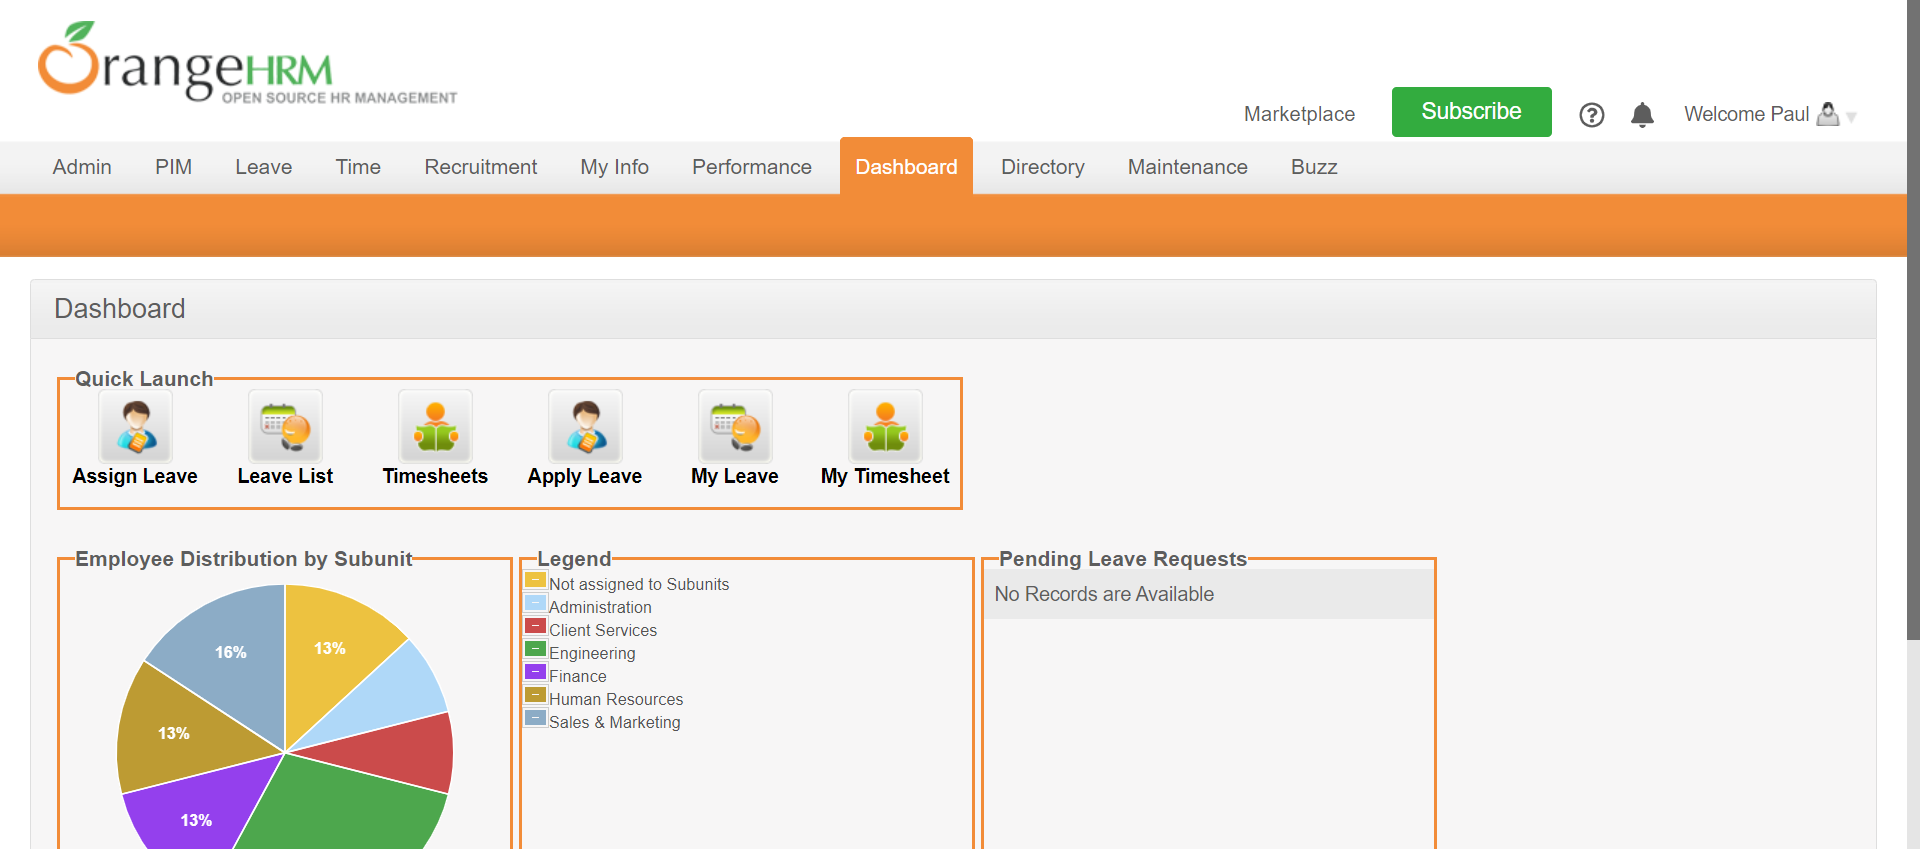 OrangeHRM
OPEN SOURCE HR MANAGEMENT
Marketplace
Subscribe
Welcome Paul
Admin
PIM
Leave
Time
Recruitment
My Info
Performance
Dashboard
Directory
Maintenance
Buzz
Dashboard
Quick Launch
Assign Leave
Leave List
Timesheets
Apply Leave
My Leave
My Timesheet
Employee Distribution by Subunit
16%
13%
13%
13%
Legend
Not assigned to Subunits
Administration
Client Services
Engineering
Finance
Human Resources
Sales & Marketing
Pending Leave Requests
No Records are Available